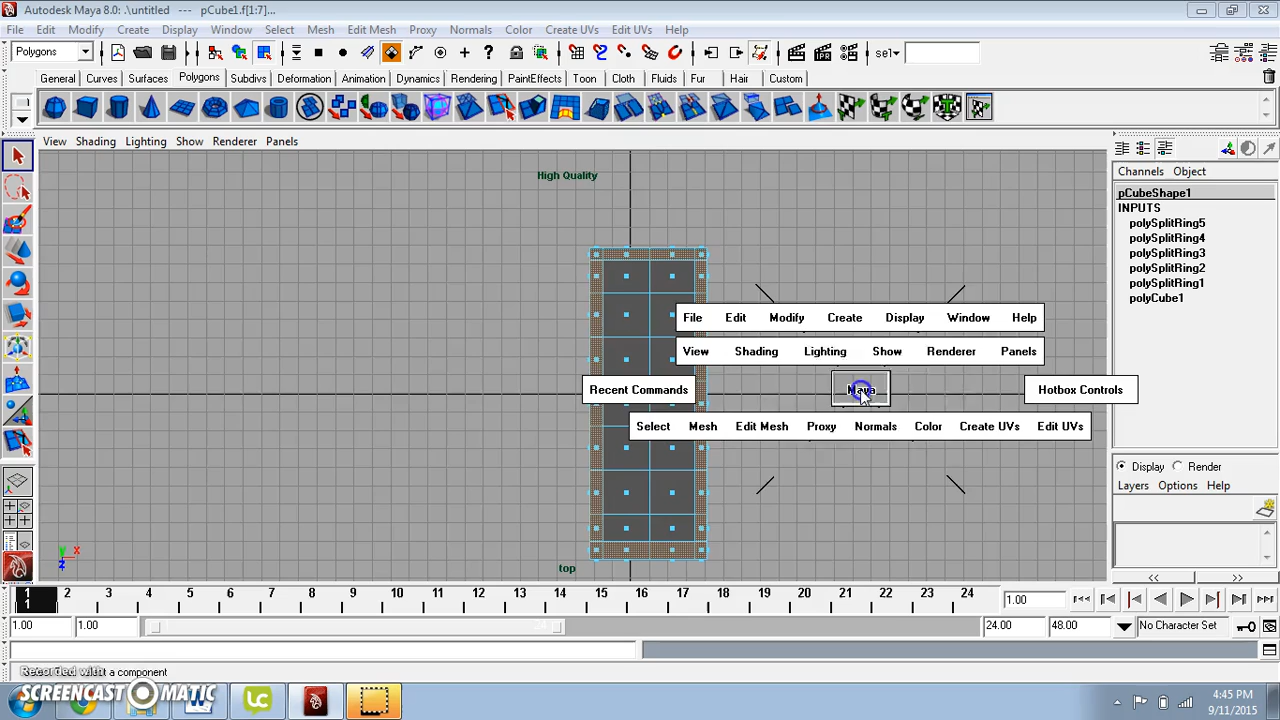 Autodesk Maya 8.0: .\untitled --- pCube1.f[1:7]...
File Edit Modify Create Display Window Select Mesh Edit Mesh Proxy Normals Color Create UVs Edit UVs Help
Polygons sel
General Curves Surfaces Polygons Subdivs Deformation Animation Dynamics Rendering PaintEffects Toon Cloth Fluids Fur Hair Custom
View Shading Lighting Show Renderer Panels
Channels Object
High Quality
pCubeShape1
INPUTS
polySplitRing5
polySplitRing4
polySplitRing3
polySplitRing2
polySplitRing1
polyCube1
File Edit Modify Create Display Window Help
View Shading Lighting Show Renderer Panels
Recent Commands Maya Hotbox Controls
Select Mesh Edit Mesh Proxy Normals Color Create UVs Edit UVs
Display Render
Layers Options Help
y x
z
top
1 2 3 4 5 6 7 8 9 10 11 12 13 14 15 16 17 18 19 20 21 22 23 24
1 1.00
1.00 1.00 24 24.00 48.00 No Character Set
Recorded with
select a component
SCREENCAST MATIC
4:45 PM
9/11/2015